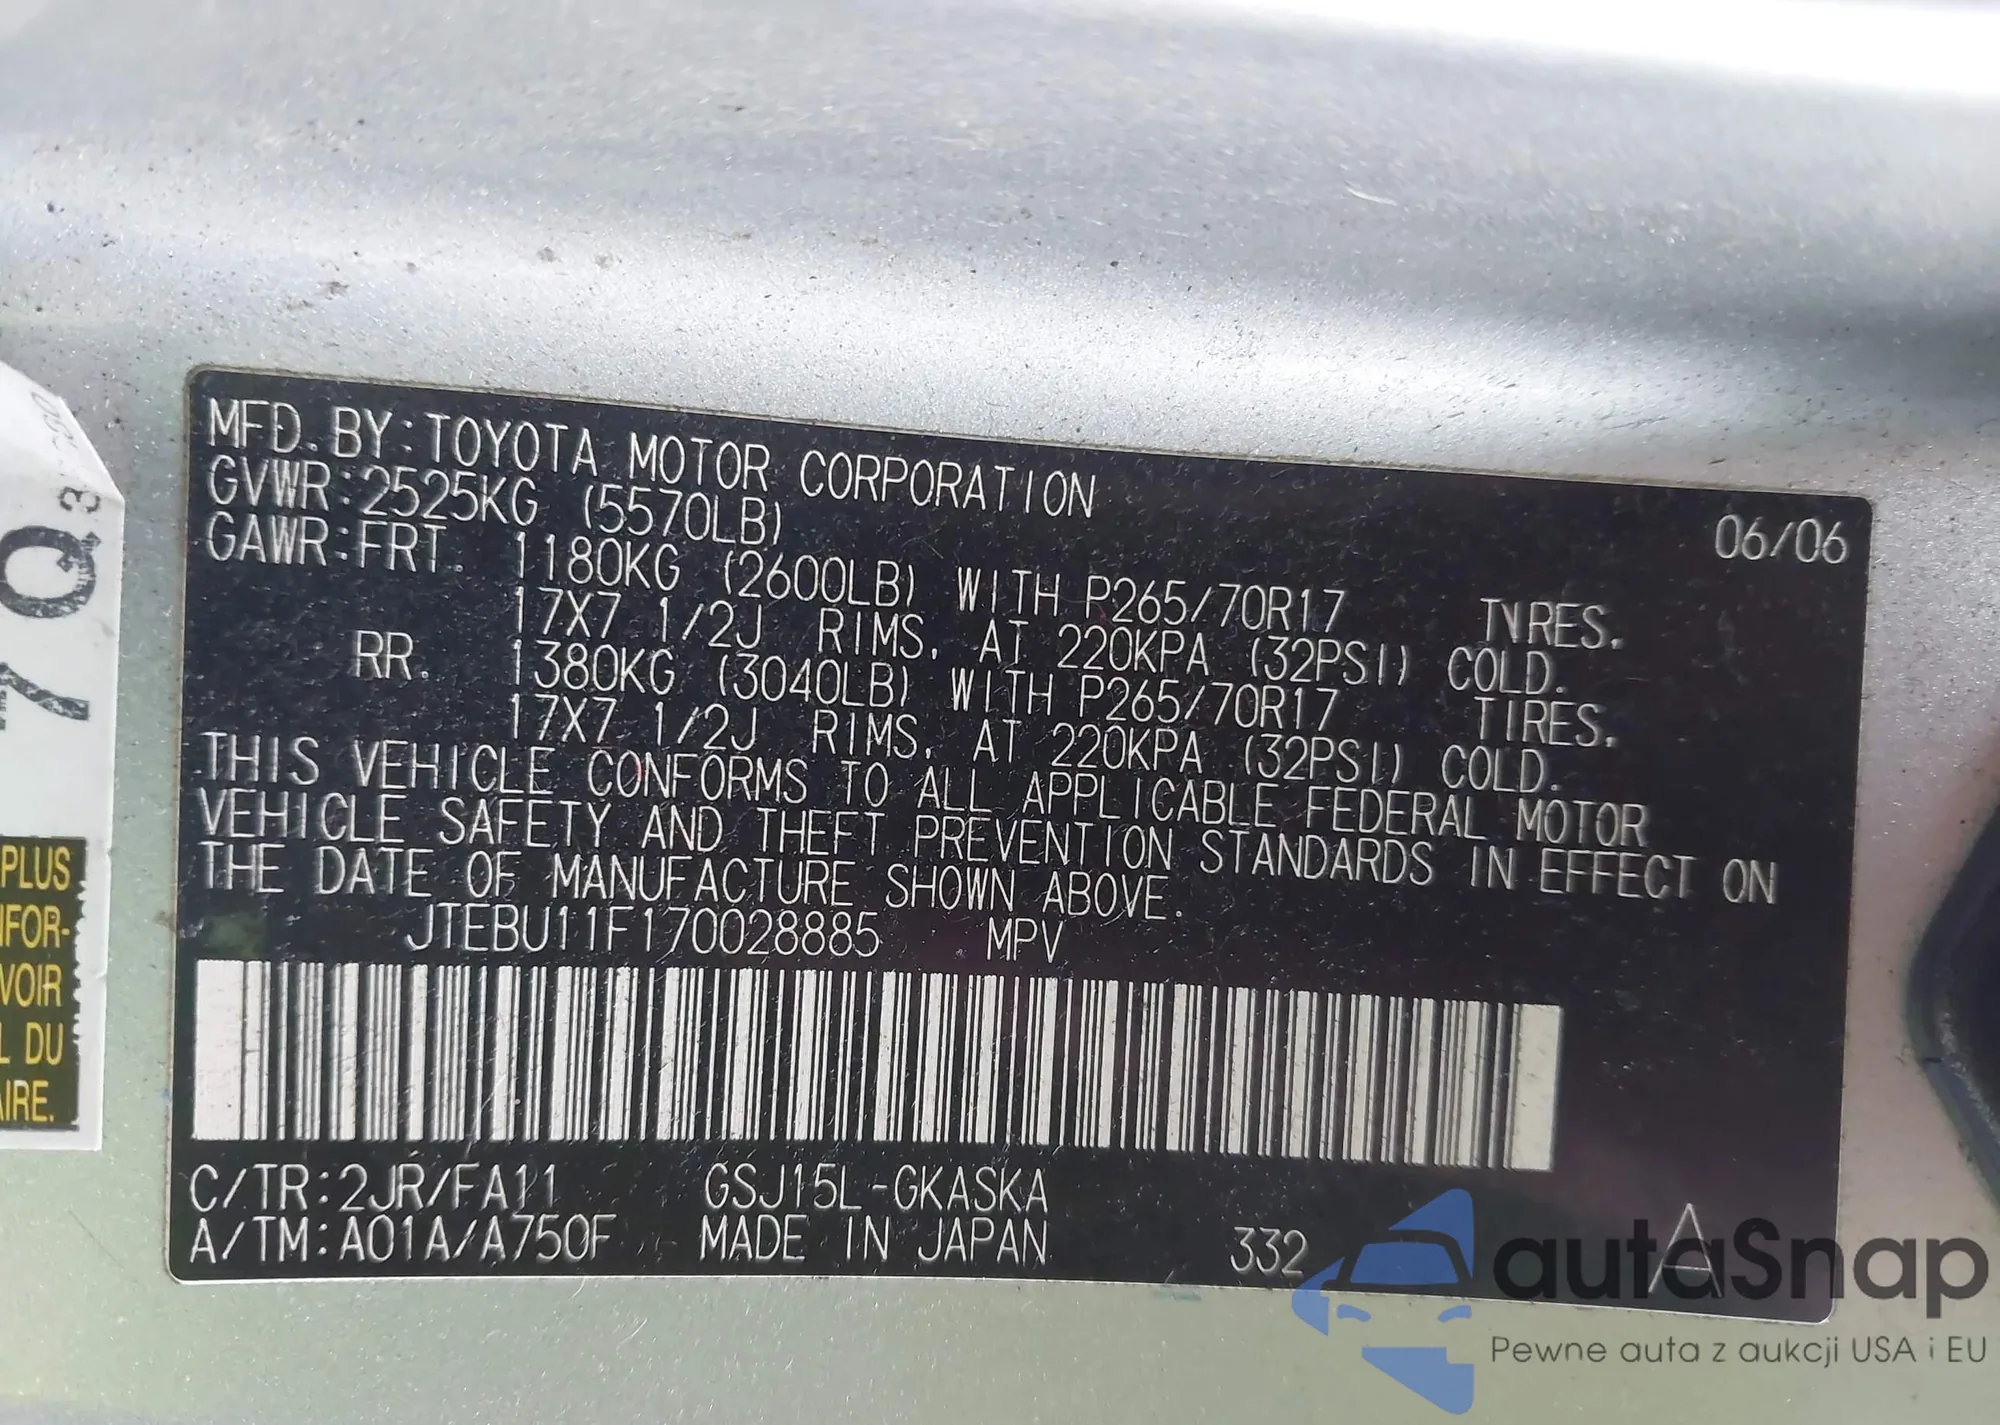 MFD. BY: TOYOTA MOTOR CORPORATION 06/06
GVWR: 2525KG (5570LB)
GAWR: FRT. 1180KG (2600LB) WITH P265/70R17 TIRES.
17X7 1/2J RIMS, AT 220KPA (32PSI) COLD.
RR. 1380KG (3040LB) WITH P265/70R17 TIRES.
17X7 1/2J RIMS, AT 220KPA (32PSI) COLD.
THIS VEHICLE CONFORMS TO ALL APPLICABLE FEDERAL MOTOR
VEHICLE SAFETY AND THEFT PREVENTION STANDARDS IN EFFECT ON
THE DATE OF MANUFACTURE SHOWN ABOVE.
JTEBU11F170028885 MPV
C/TR: 2JR/FA11 GSJ15L-GKASKA
A/TM: A01A/A750F MADE IN JAPAN 332 A
7Q
3
PLUS
NFOR-
VOIR
L DU
AIRE.
autaSnap
Pewne auta z aukcji USA i EU